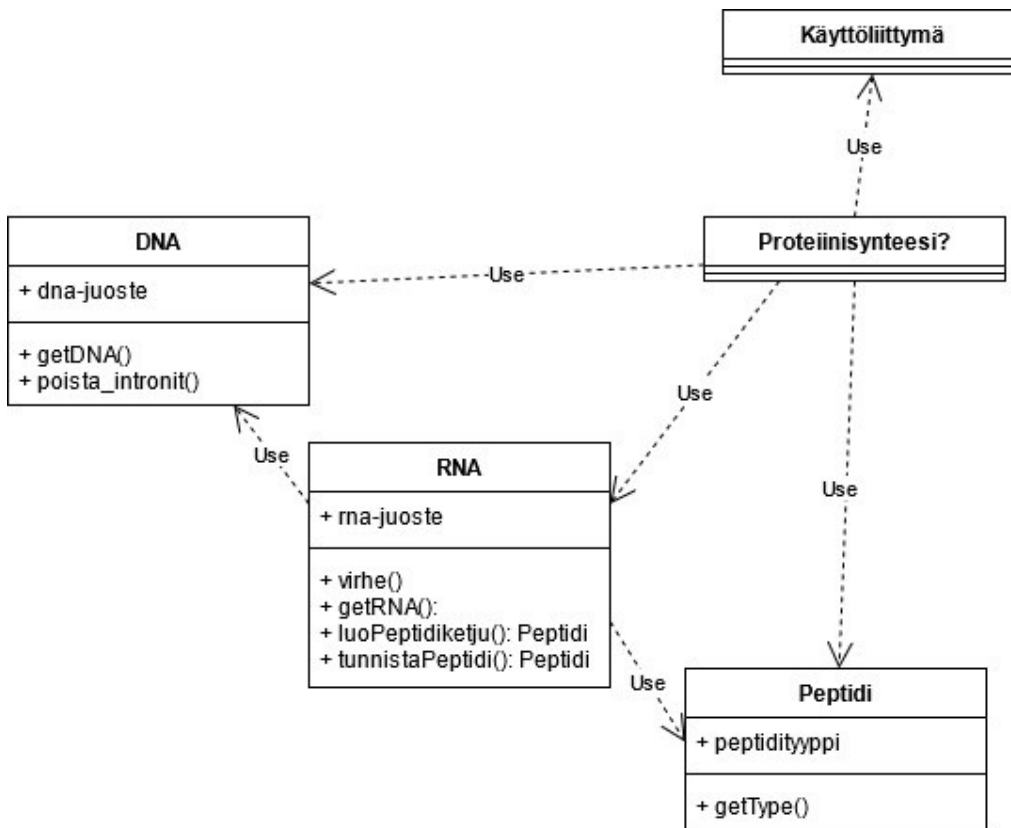 Käyttöliittymä
Use
DNA
+ dna-juoste
+ getDNA()
+ poista_intronit()
Proteiinisynteesi?
Use
Use
Use
RNA
+ rna-juoste
+ virhe()
+ getRNA():
+ luoPeptidiketju(): Peptidi
+ tunnistaPeptidi(): Peptidi
Use
Use
Peptidi
+ peptidityyppi
+ getType()